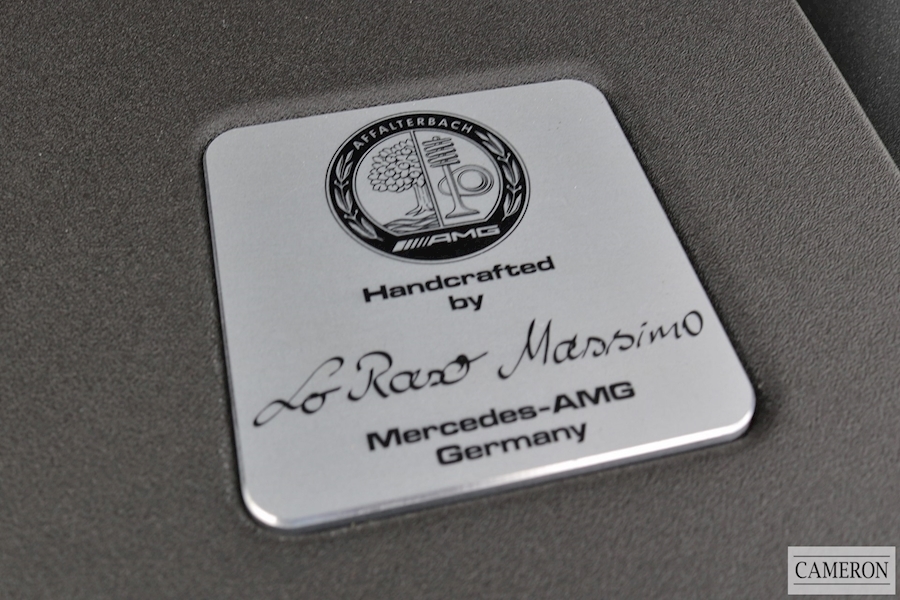 AFFALTERBACH
AMG
Handcrafted
by
Lo Raso Massimo
Mercedes-AMG
Germany
CAMERON